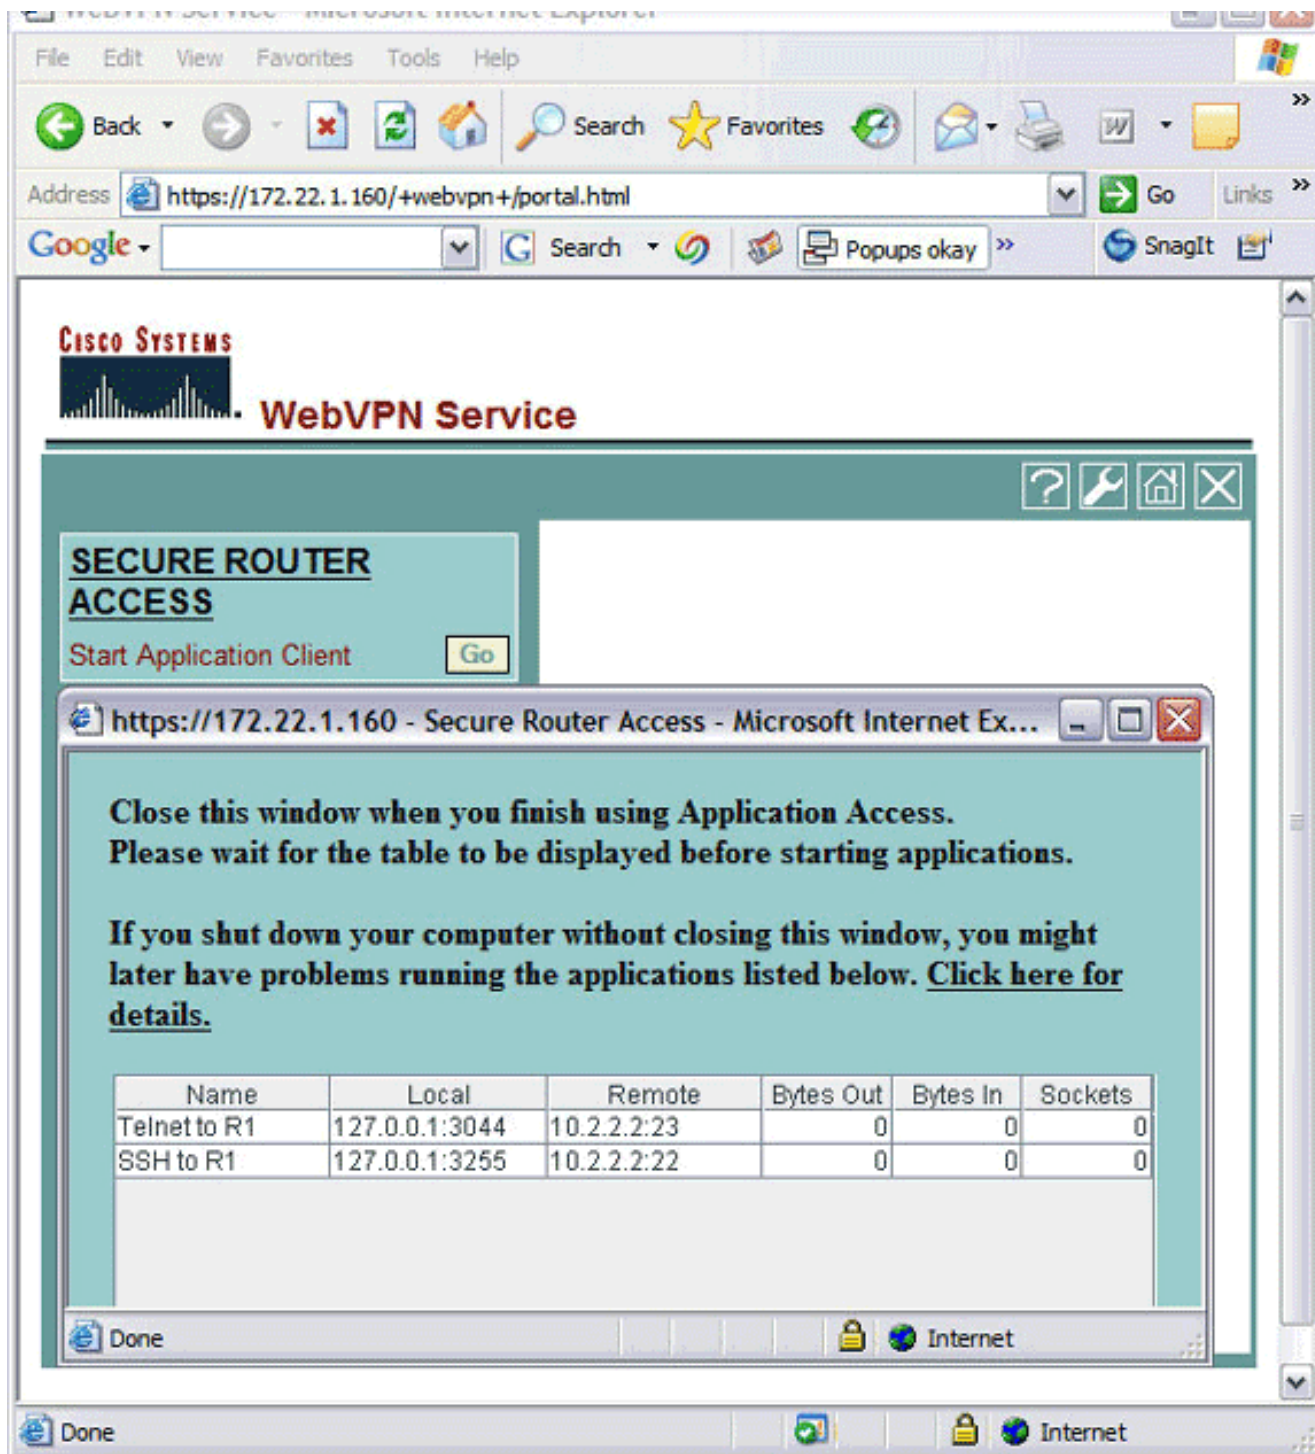 WebVPN Service - Microsoft Internet Explorer
File Edit View Favorites Tools Help
Back Search Favorites
Address https://172.22.1.160/+webvpn+/portal.html Go Links »
Google Search Popups okay » SnagIt
CISCO SYSTEMS
WebVPN Service
SECURE ROUTER
ACCESS
Start Application Client Go
https://172.22.1.160 - Secure Router Access - Microsoft Internet Ex...
Close this window when you finish using Application Access.
Please wait for the table to be displayed before starting applications.
If you shut down your computer without closing this window, you might
later have problems running the applications listed below. Click here for
details.
Name Local Remote Bytes Out Bytes In Sockets
Telnet to R1 127.0.0.1:3044 10.2.2.2:23 0 0 0
SSH to R1 127.0.0.1:3255 10.2.2.2:22 0 0 0
Done Internet
Done Internet